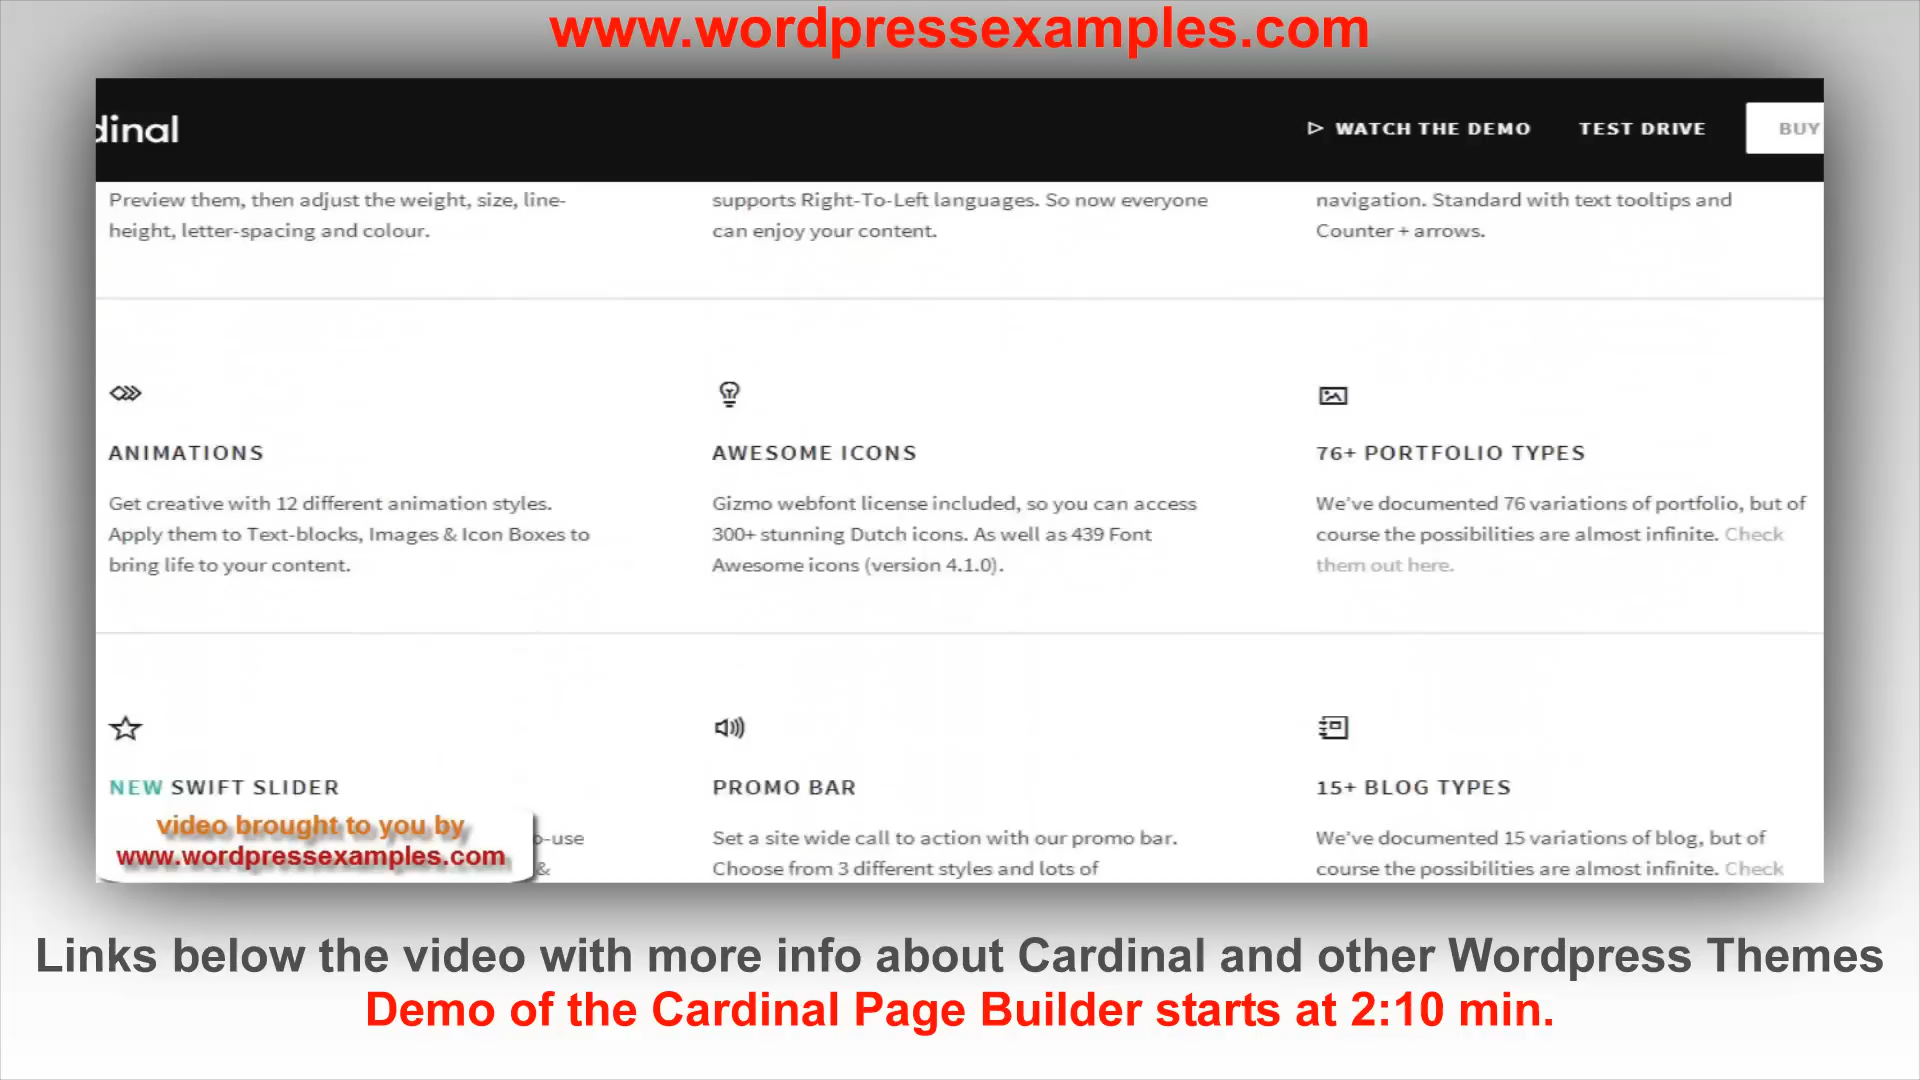 www.wordpressexamples.com
dinal
WATCH THE DEMO
TEST DRIVE
BUY
Preview them, then adjust the weight, size, line-
height, letter-spacing and colour.
supports Right-To-Left languages. So now everyone
can enjoy your content.
navigation. Standard with text tooltips and
Counter + arrows.
ANIMATIONS
Get creative with 12 different animation styles.
Apply them to Text-blocks, Images & Icon Boxes to
bring life to your content.
AWESOME ICONS
Gizmo webfont license included, so you can access
300+ stunning Dutch icons. As well as 439 Font
Awesome icons (version 4.1.0).
76+ PORTFOLIO TYPES
We've documented 76 variations of portfolio, but of
course the possibilities are almost infinite. Check
them out here.
NEW SWIFT SLIDER
o-use
&
video brought to you by
www.wordpressexamples.com
PROMO BAR
Set a site wide call to action with our promo bar.
Choose from 3 different styles and lots of
15+ BLOG TYPES
We've documented 15 variations of blog, but of
course the possibilities are almost infinite. Check
Links below the video with more info about Cardinal and other Wordpress Themes
Demo of the Cardinal Page Builder starts at 2:10 min.